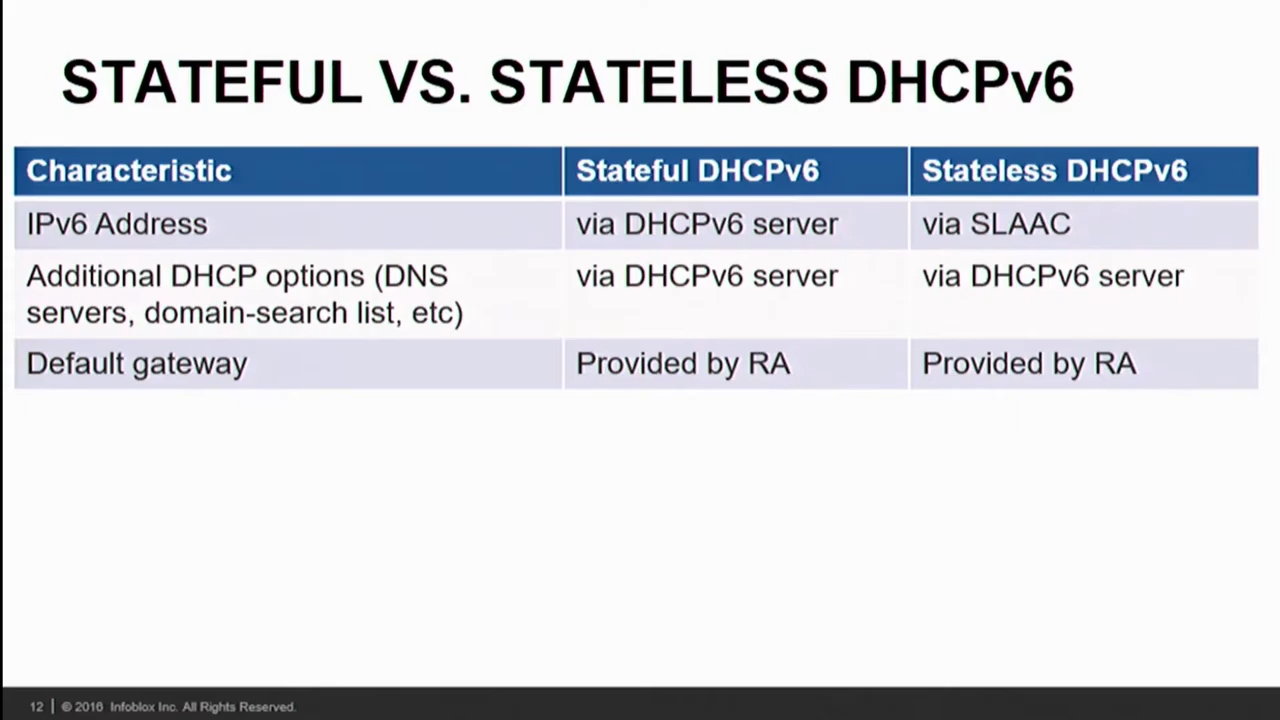 STATEFUL VS. STATELESS DHCPv6
Characteristic Stateful DHCPv6 Stateless DHCPv6
IPv6 Address via DHCPv6 server via SLAAC
Additional DHCP options (DNS via DHCPv6 server via DHCPv6 server
servers, domain-search list, etc)
Default gateway Provided by RA Provided by RA
12 | © 2016 Infoblox Inc. All Rights Reserved.